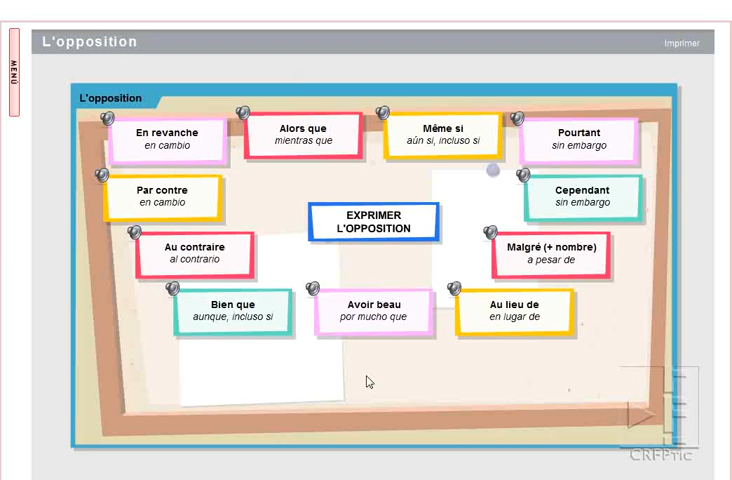 L'opposition
Imprimer
MENÚ
L'opposition
En revanche
en cambio
Alors que
mientras que
Même si
aún si, incluso si
Pourtant
sin embargo
Par contre
en cambio
Cependant
sin embargo
EXPRIMER
L'OPPOSITION
Au contraire
al contrario
Malgré (+ nombre)
a pesar de
Bien que
aunque, incluso si
Avoir beau
por mucho que
Au lieu de
en lugar de
CREPTIC